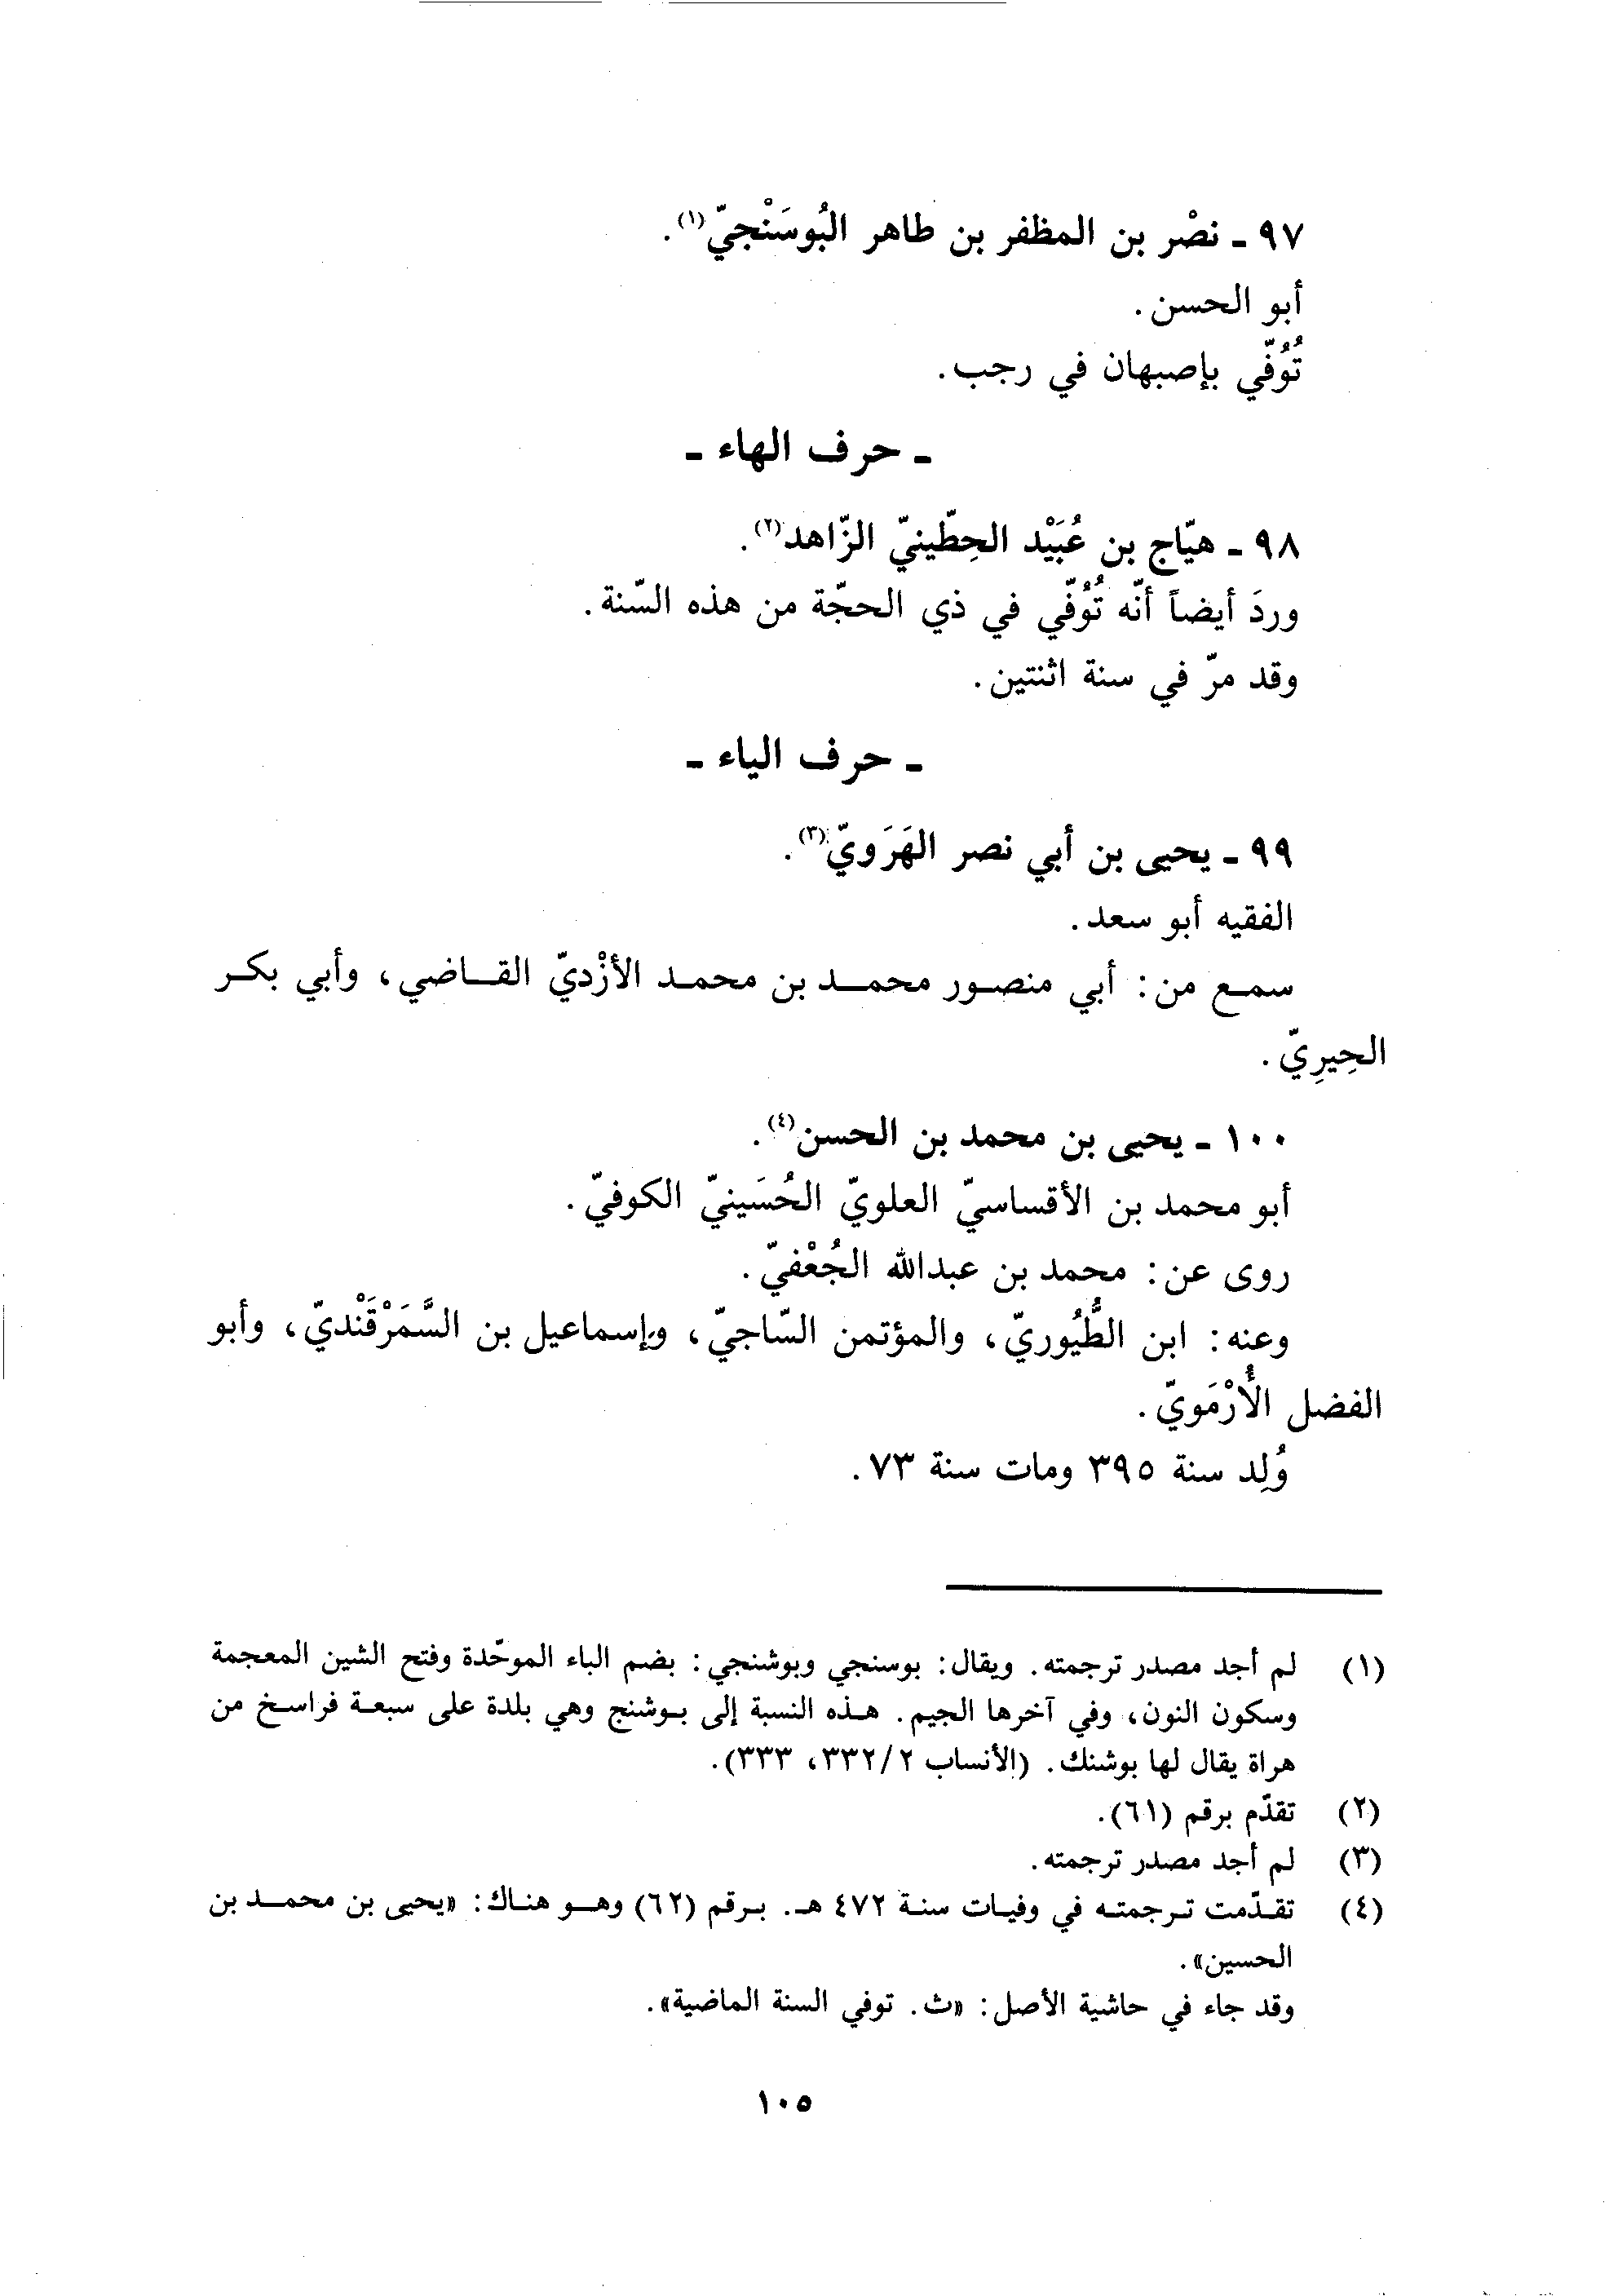 ٩٧ ـ نصْر بن المظفر بن طاهر البُوسَنْجيّ(١).
أبو الحسن.
تُوُفّي بإصبهان في رجب.
ـ حرف الهاء ـ
٩٨ ـ هيّاج بن عُبَيْد الحِطّينيّ الزّاهد(٢).
وردَ أيضاً أنّه تُوُفّي في ذي الحجّة من هذه السّنة.
وقد مرّ في سنة اثنتين.
ـ حرف الياء ـ
٩٩ ـ يحيى بن أبي نصر الهَرَويّ(٣).
الفقيه أبو سعد.
سمع من: أبي منصور محمد بن محمد الأزْديّ القاضي، وأبي بكر
الحِيرِيّ.
١٠٠ ـ يحيى بن محمد بن الحسن(٤).
أبو محمد بن الأقساسيّ العلويّ الحُسَينيّ الكوفيّ.
روى عن: محمد بن عبدالله الجُعْفيّ.
وعنه: ابن الطُّيُوريّ، والمؤتمن السّاجيّ، وإسماعيل بن السَّمَرْقَنْديّ، وأبو
الفضل الأُرْمَويّ.
وُلِد سنة ٣٩٥ ومات سنة ٧٣.
(١) لم أجد مصدر ترجمته. ويقال: بوسنجي وبوشنجي: بضم الباء الموحّدة وفتح الشين المعجمة
وسكون النون، وفي آخرها الجيم. هذه النسبة إلى بوشنج وهي بلدة على سبعة فراسخ من
هراة يقال لها بوشنك. (الأنساب ٢/ ٣٣٢، ٣٣٣).
(٢) تقدّم برقم (٦١).
(٣) لم أجد مصدر ترجمته.
(٤) تقدّمت ترجمته في وفيات سنة ٤٧٢ هـ. برقم (٦٢) وهو هناك: «يحيى بن محمد بن
الحسين».
وقد جاء في حاشية الأصل: «ث. توفي السنة الماضية».
١٠٥